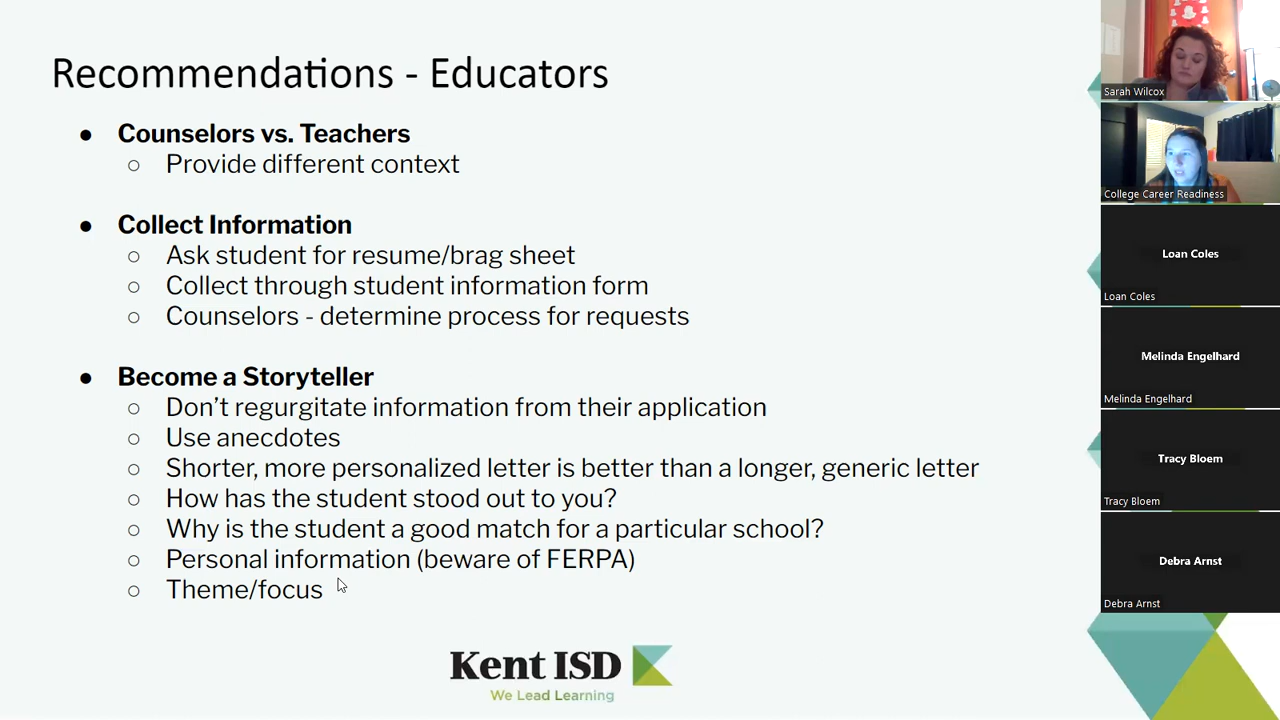 Recommendations - Educators
● Counselors vs. Teachers
○ Provide different context
● Collect Information
○ Ask student for resume/brag sheet
○ Collect through student information form
○ Counselors - determine process for requests
● Become a Storyteller
○ Don't regurgitate information from their application
○ Use anecdotes
○ Shorter, more personalized letter is better than a longer, generic letter
○ How has the student stood out to you?
○ Why is the student a good match for a particular school?
○ Personal information (beware of FERPA)
○ Theme/focus
Kent ISD
We Lead Learning
Sarah Wilcox
College Career Readiness
Loan Coles
Loan Coles
Melinda Engelhard
Melinda Engelhard
Tracy Bloem
Tracy Bloem
Debra Arnst
Debra Arnst